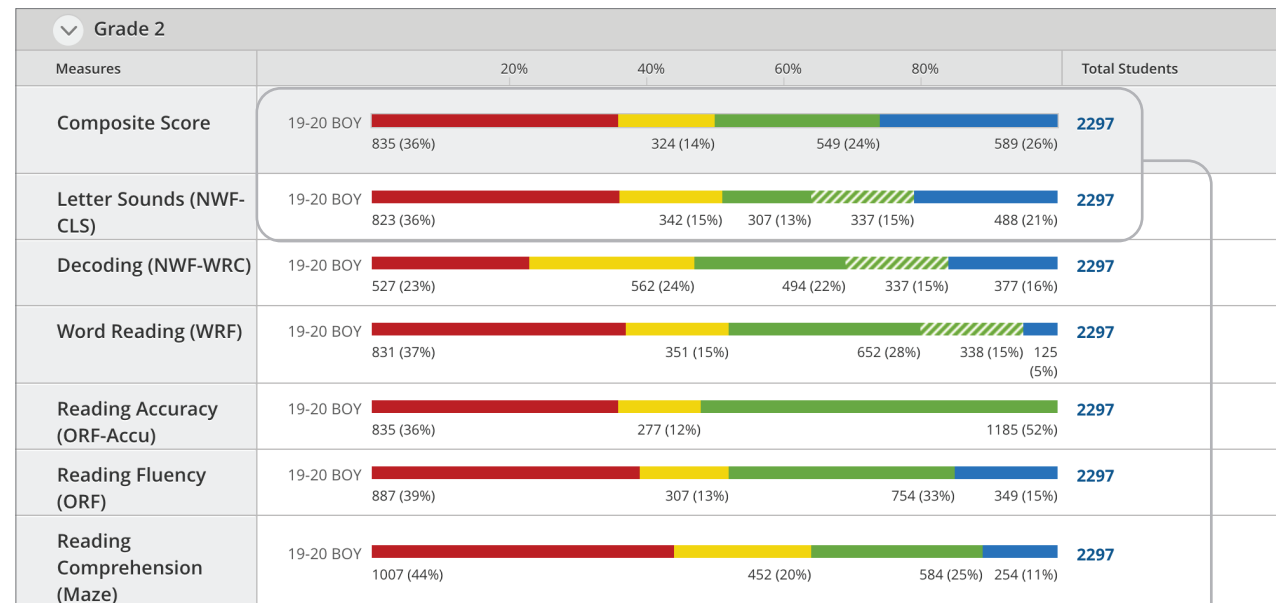 Grade 2
Measures 20% 40% 60% 80% Total Students
Composite Score 19-20 BOY 2297
835 (36%) 324 (14%) 549 (24%) 589 (26%)
Letter Sounds (NWF- 19-20 BOY 2297
CLS) 823 (36%) 342 (15%) 307 (13%) 337 (15%) 488 (21%)
Decoding (NWF-WRC) 19-20 BOY 2297
527 (23%) 562 (24%) 494 (22%) 337 (15%) 377 (16%)
Word Reading (WRF) 19-20 BOY 2297
831 (37%) 351 (15%) 652 (28%) 338 (15%) 125
(5%)
Reading Accuracy 19-20 BOY 2297
(ORF-Accu) 835 (36%) 277 (12%) 1185 (52%)
Reading Fluency 19-20 BOY 2297
(ORF) 887 (39%) 307 (13%) 754 (33%) 349 (15%)
Reading
Comprehension 19-20 BOY 2297
(Maze) 1007 (44%) 452 (20%) 584 (25%) 254 (11%)